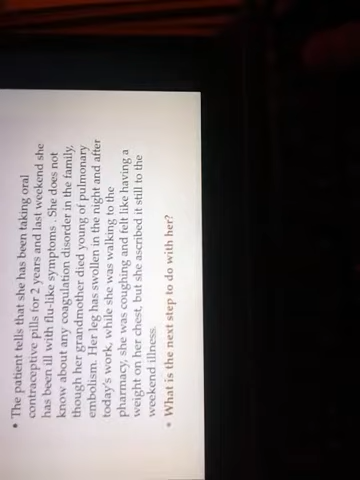 • The patient tells that she has been taking oral
contraceptive pills for 2 years and last weekend she
has been ill with flu-like symptoms . She does not
know about any coagulation disorder in the family,
though her grandmother died young of pulmonary
embolism. Her leg has swollen in the night and after
today's work, while she was walking to the
pharmacy, she was coughing and felt like having a
weight on her chest, but she ascribed it still to the
weekend illness.
• What is the next step to do with her?